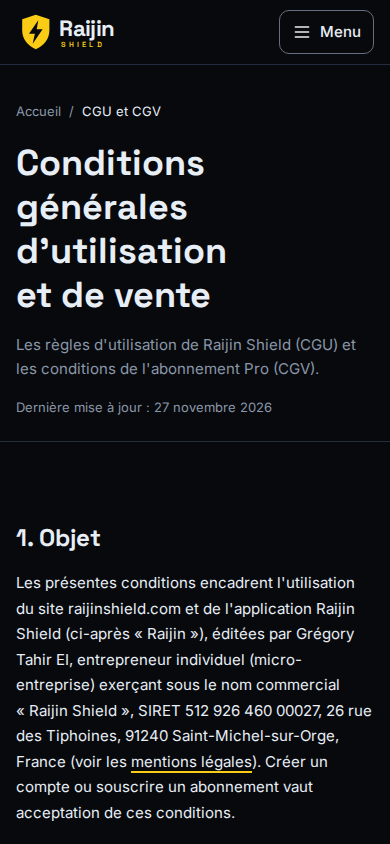 Raijin
SHIELD
Menu
Accueil / CGU et CGV
Conditions
générales
d’utilisation
et de vente
Les règles d'utilisation de Raijin Shield (CGU) et
les conditions de l'abonnement Pro (CGV).
Dernière mise à jour : 27 novembre 2026
1. Objet
Les présentes conditions encadrent l'utilisation
du site raijinshield.com et de l'application Raijin
Shield (ci-après « Raijin »), éditées par Grégory
Tahir EI, entrepreneur individuel (micro-
entreprise) exerçant sous le nom commercial
« Raijin Shield », SIRET 512 926 460 00027, 26 rue
des Tiphoines, 91240 Saint-Michel-sur-Orge,
France (voir les mentions légales). Créer un
compte ou souscrire un abonnement vaut
acceptation de ces conditions.